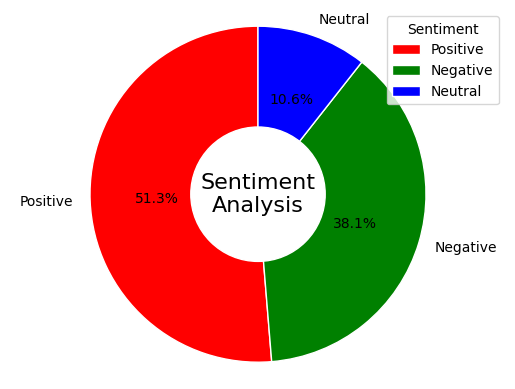 Neutral
Sentiment
Positive
Negative
Neutral
10.6%
Sentiment
Analysis
Positive
51.3%
38.1%
Negative